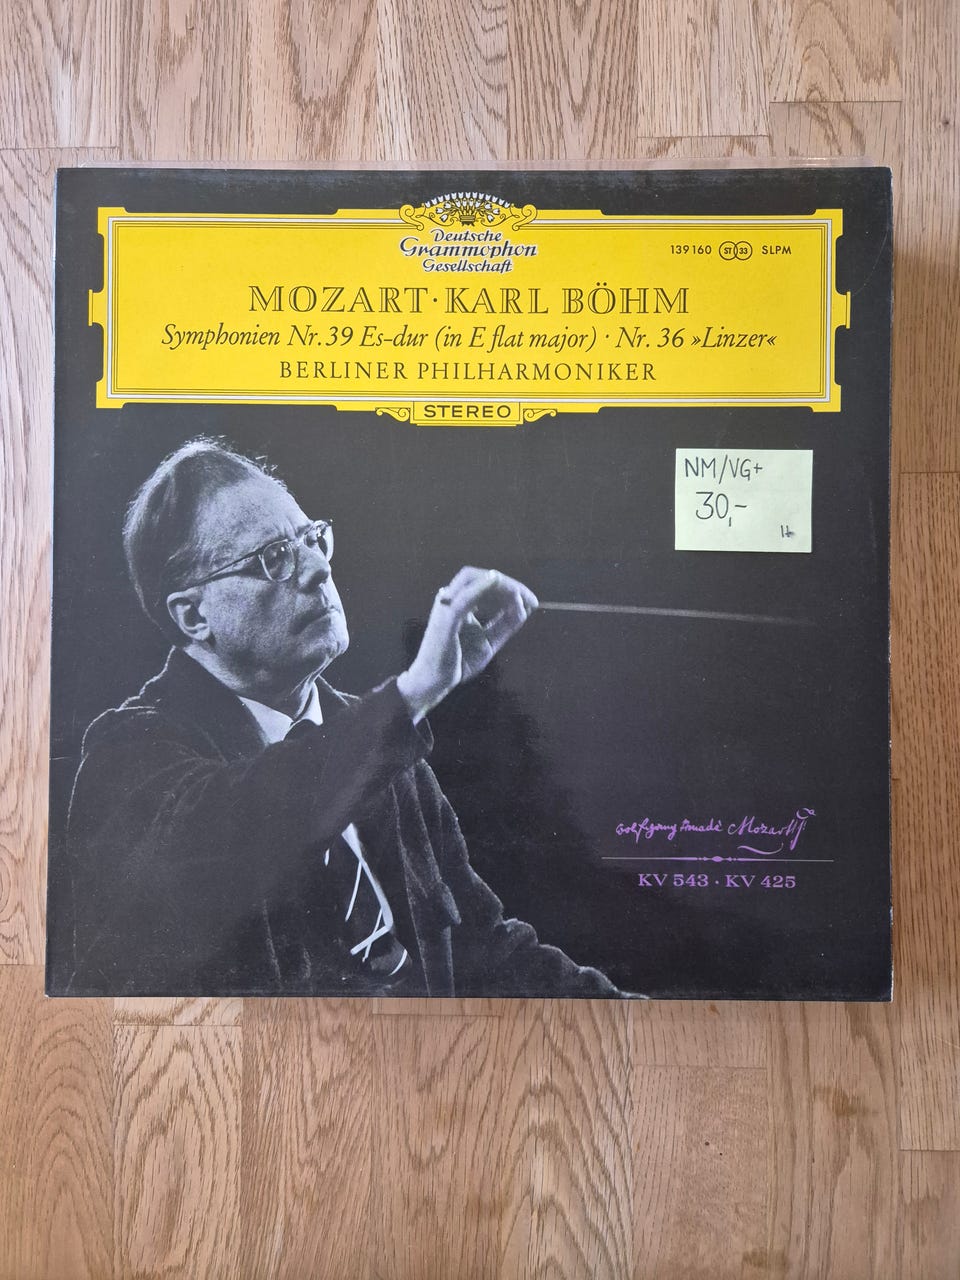 Deutsche
Grammophon
Gesellschaft
139 160 ST 33 SLPM
MOZART · KARL BÖHM
Symphonien Nr. 39 Es-dur (in E flat major) · Nr. 36 »Linzer«
BERLINER PHILHARMONIKER
STEREO
NM/VG+
30,-
Wolfgang Amadè Mozart
KV 543 · KV 425